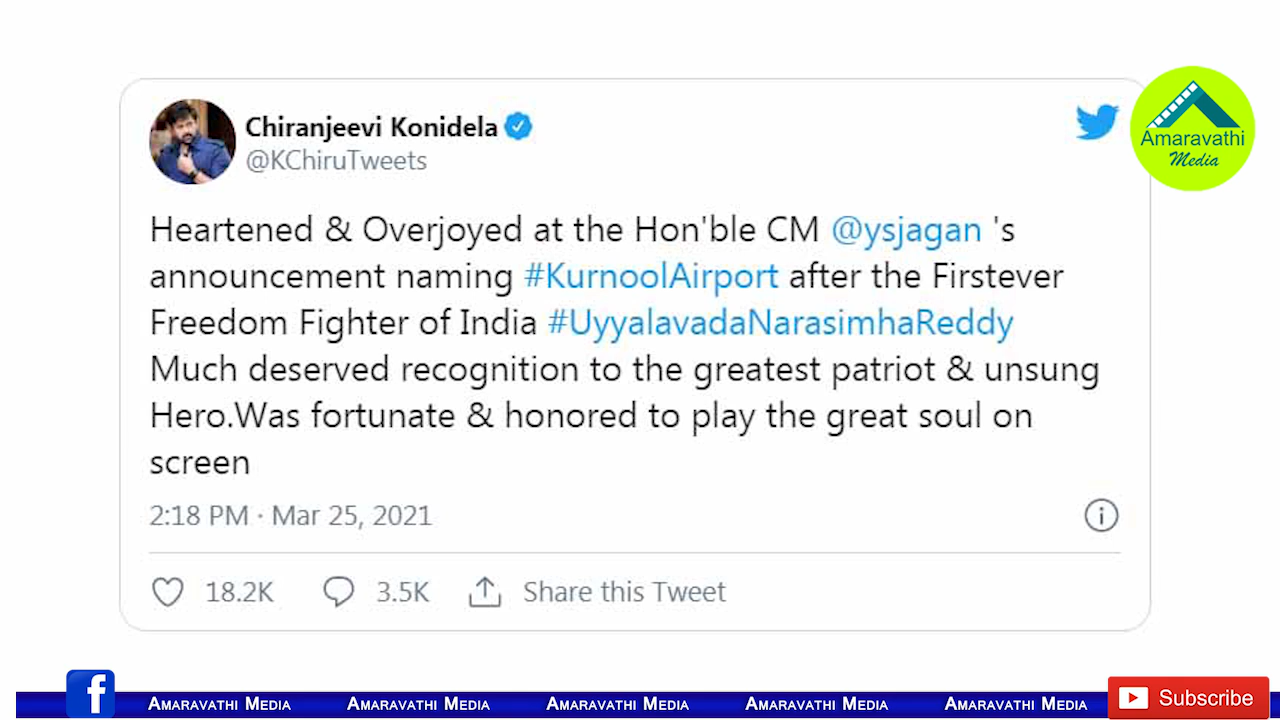 Chiranjeevi Konidela
@KChiruTweets
Amaravathi
Media
Heartened & Overjoyed at the Hon'ble CM @ysjagan 's
announcement naming #KurnoolAirport after the Firstever
Freedom Fighter of India #UyyalavadaNarasimhaReddy
Much deserved recognition to the greatest patriot & unsung
Hero.Was fortunate & honored to play the great soul on
screen
2:18 PM · Mar 25, 2021
18.2K 3.5K Share this Tweet
f AMARAVATHI MEDIA AMARAVATHI MEDIA AMARAVATHI MEDIA AMARAVATHI MEDIA AMARAVATHI MEDIA Subscribe